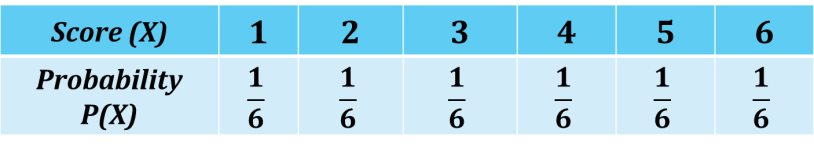 Score (X) 1 2 3 4 5 6
Probability P(X) 1/6 1/6 1/6 1/6 1/6 1/6